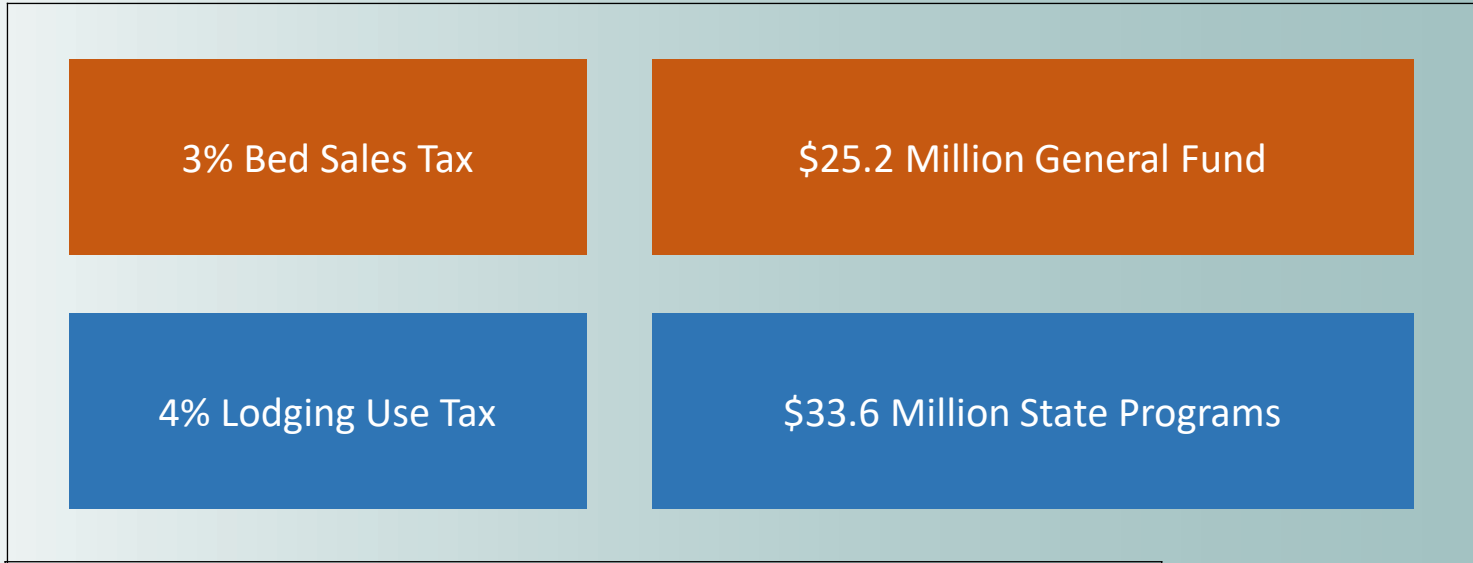 3% Bed Sales Tax
$25.2 Million General Fund
4% Lodging Use Tax
$33.6 Million State Programs